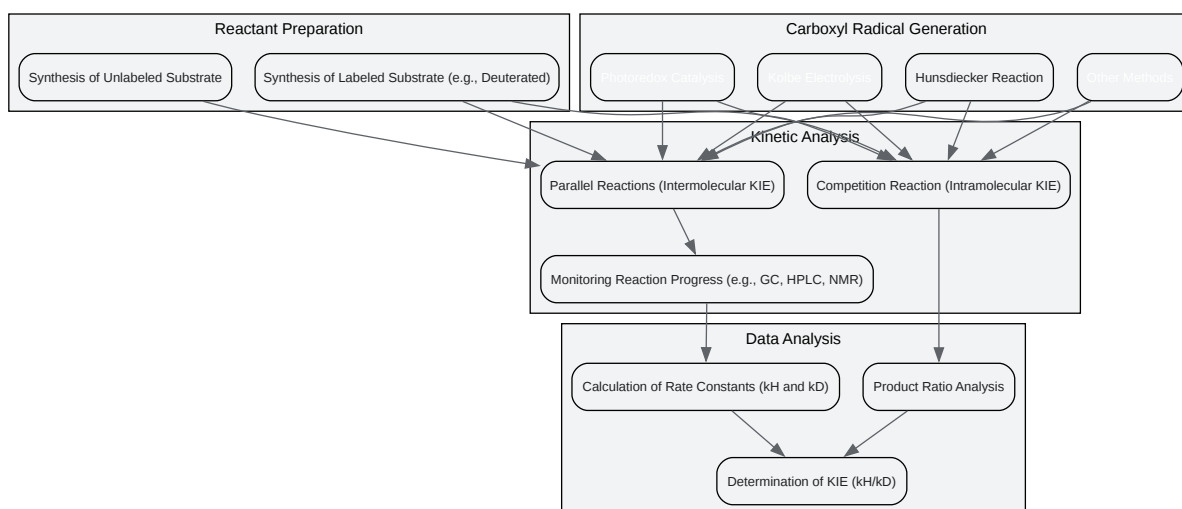 Reactant Preparation
Carboxyl Radical Generation
Synthesis of Unlabeled Substrate
Synthesis of Labeled Substrate (e.g., Deuterated)
Photoredox Catalysis
Kolbe Electrolysis
Hunsdiecker Reaction
Other Methods
Kinetic Analysis
Parallel Reactions (Intermolecular KIE)
Competition Reaction (Intramolecular KIE)
Monitoring Reaction Progress (e.g., GC, HPLC, NMR)
Data Analysis
Calculation of Rate Constants (kH and kD)
Product Ratio Analysis
Determination of KIE (kH/kD)